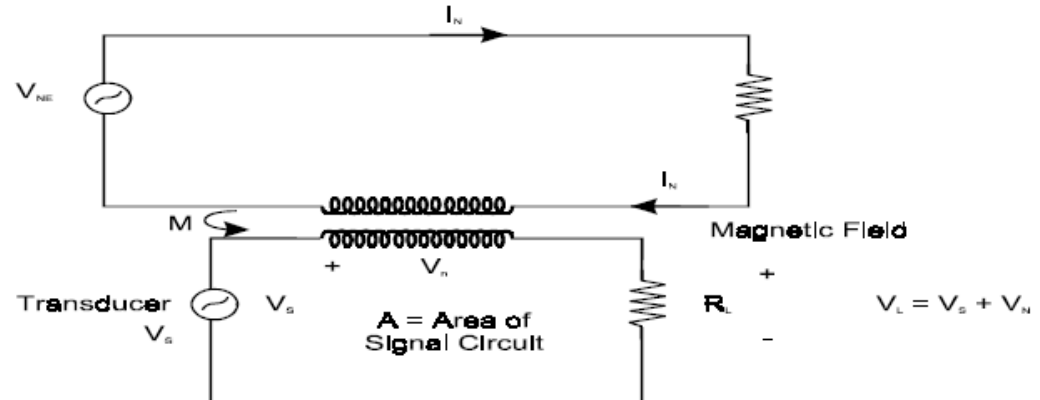 I_N
V_NE
I_N
M
Magnetic Field
+
V_n
+
Transducer
V_S
V_S
R_L
V_L = V_S + V_N
A = Area of
Signal Circuit
-